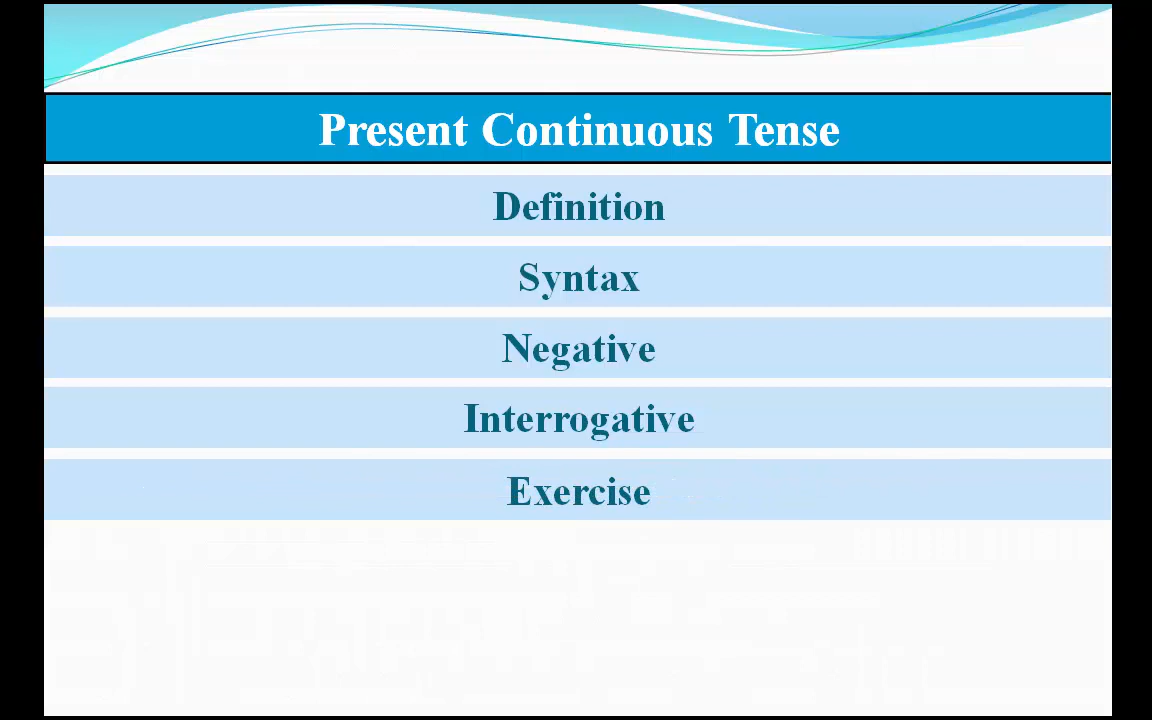 Present Continuous Tense
Definition
Syntax
Negative
Interrogative
Exercise